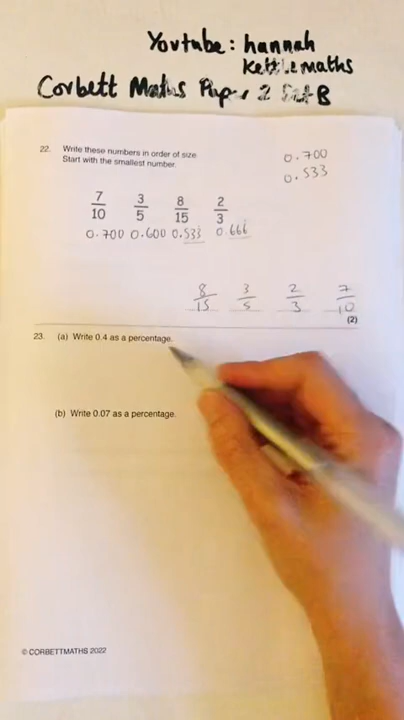 Youtube: hannah
kettlemaths
Corbett Maths Paper 2 Set B
22. Write these numbers in order of size
Start with the smallest number.
0.700
0.533
7/10 3/5 8/15 2/3
0.700 0.600 0.533 0.666
8/15 3/5 2/3 7/10
(2)
23. (a) Write 0.4 as a percentage.
(b) Write 0.07 as a percentage.
© CORBETTMATHS 2022